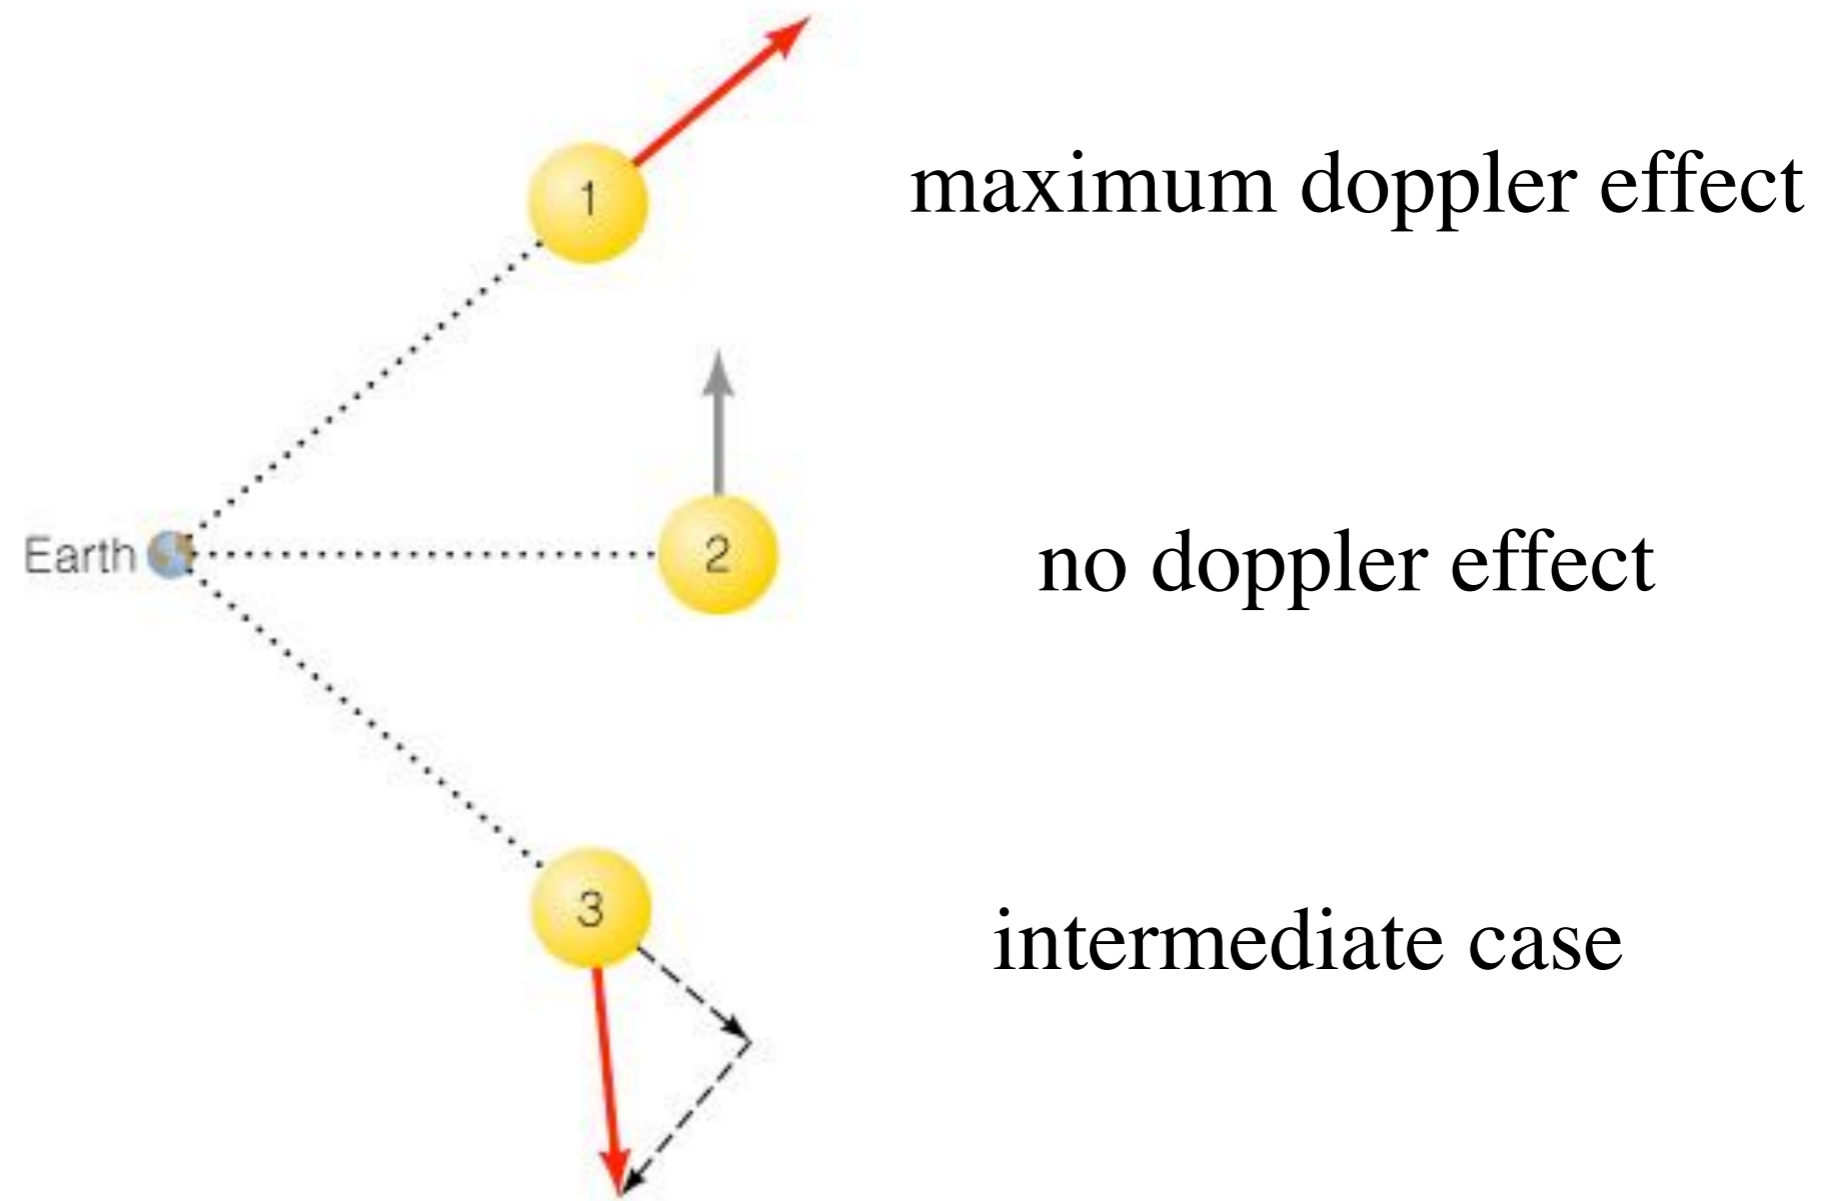 1
maximum doppler effect
Earth
2
no doppler effect
3
intermediate case